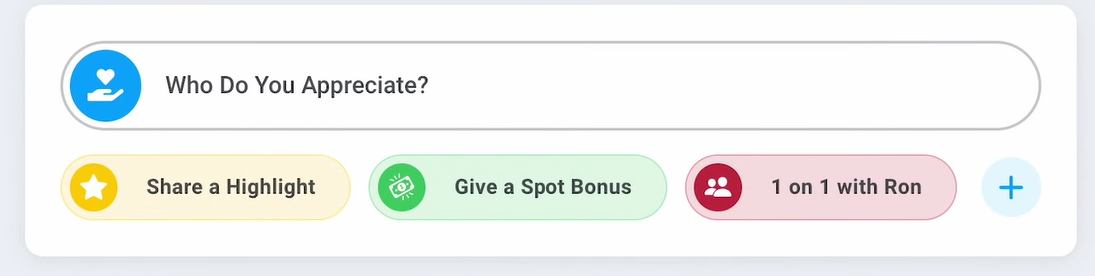 Who Do You Appreciate?
Share a Highlight
Give a Spot Bonus
1 on 1 with Ron